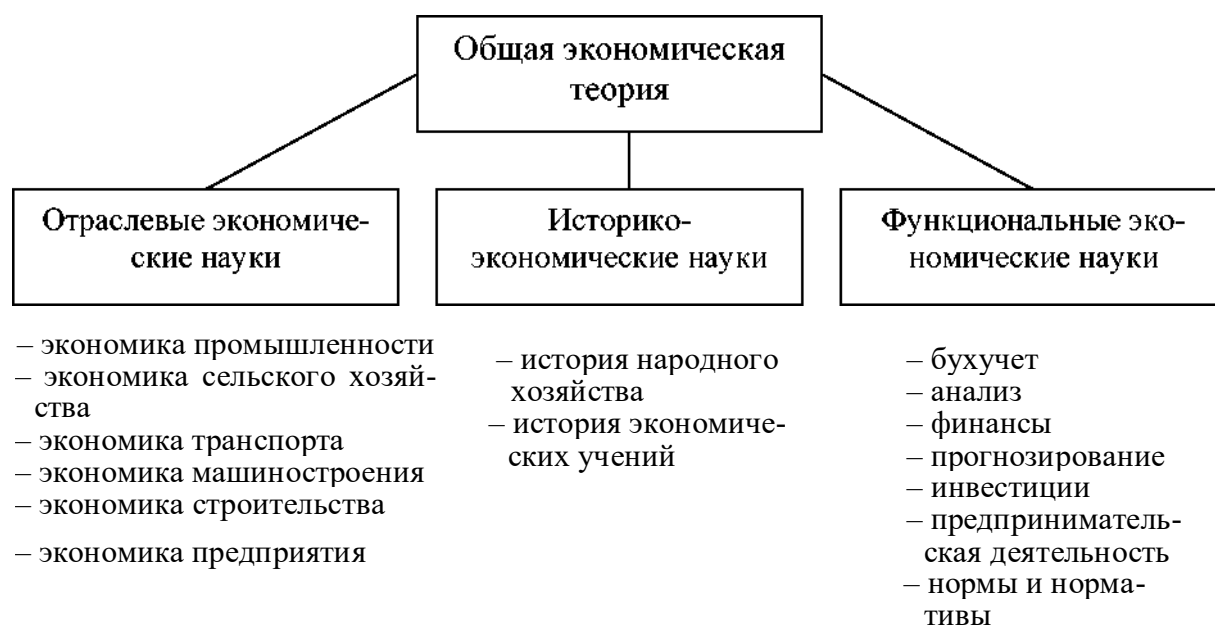 Общая экономическая
теория
Отраслевые экономиче-
ские науки
– экономика промышленности
– экономика сельского хозяй-
ства
– экономика транспорта
– экономика машиностроения
– экономика строительства
– экономика предприятия
Историко-
экономические науки
– история народного
хозяйства
– история экономиче-
ских учений
Функциональные эко-
номические науки
– бухучет
– анализ
– финансы
– прогнозирование
– инвестиции
– предприниматель-
ская деятельность
– нормы и норма-
тивы